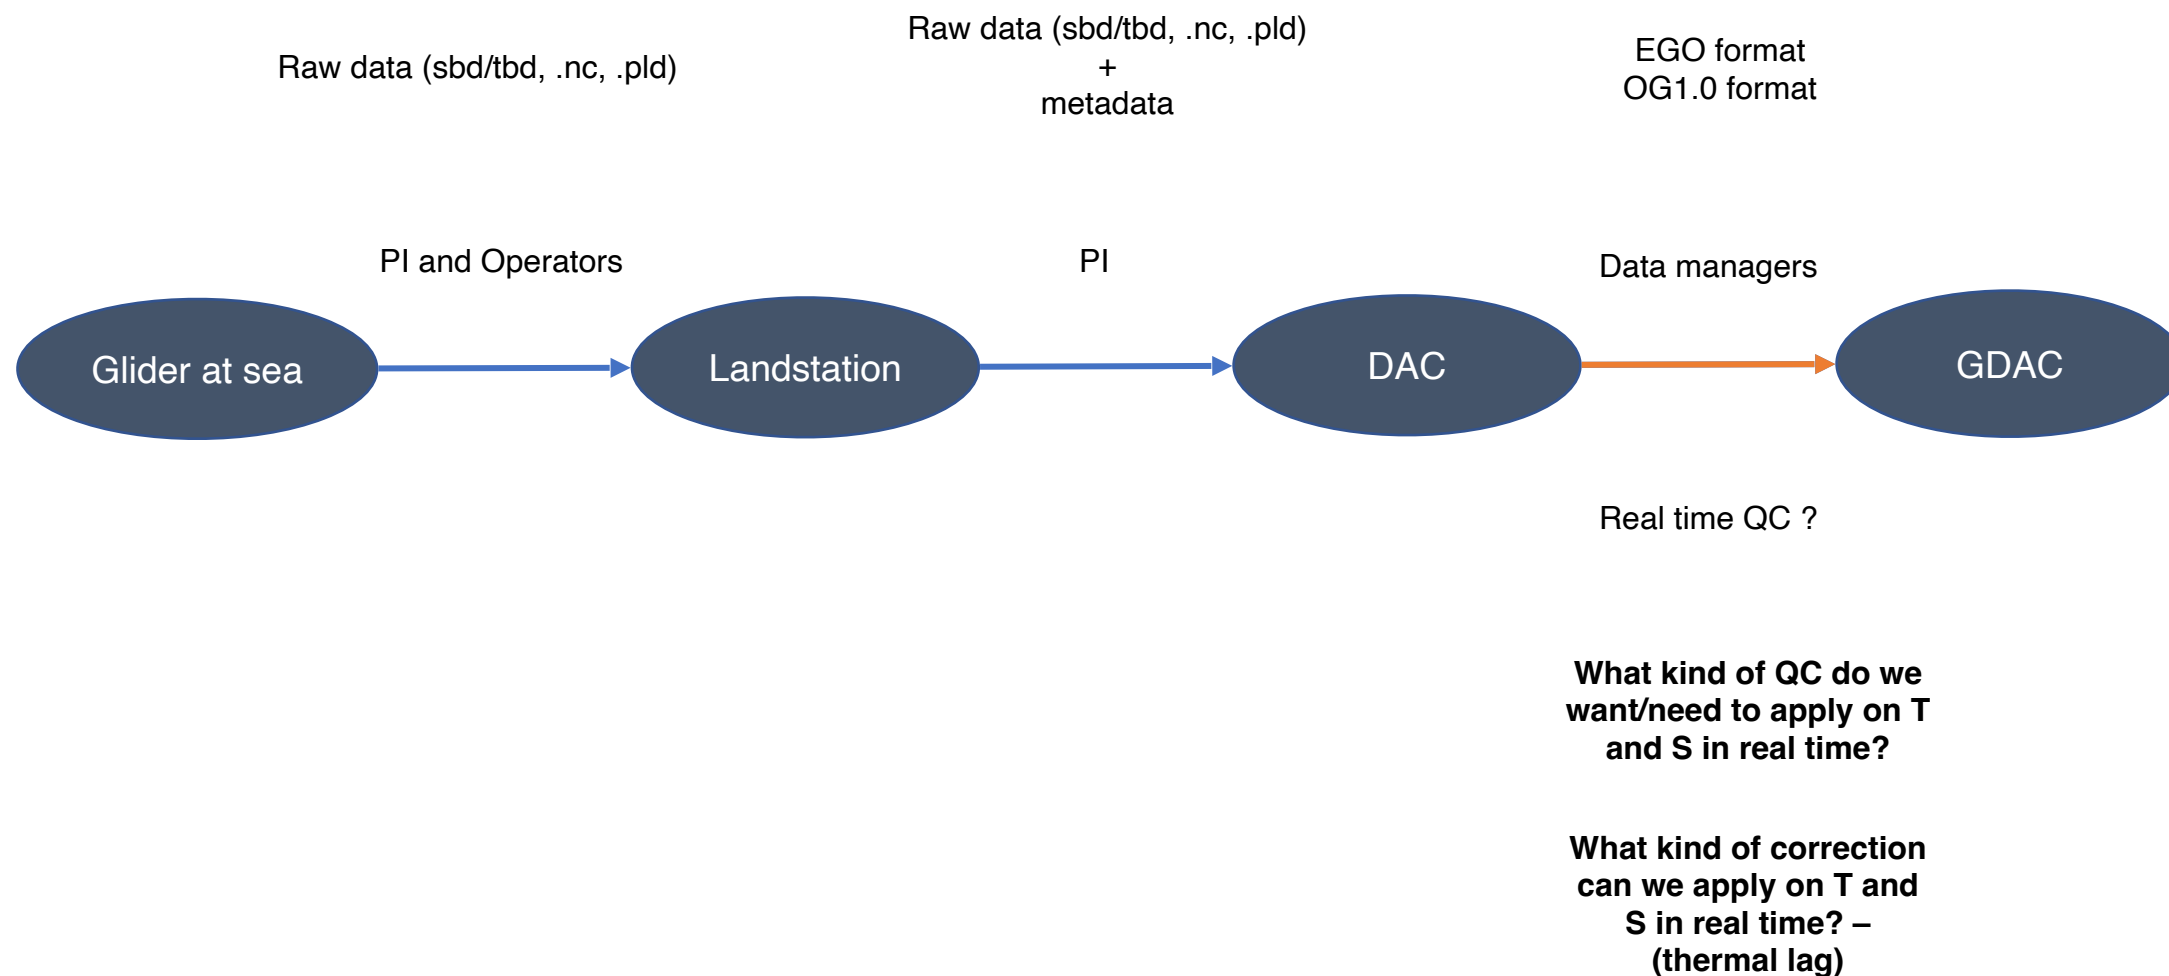 Raw data (sbd/tbd, .nc, .pld)
Raw data (sbd/tbd, .nc, .pld)
+
metadata
EGO format
OG1.0 format
PI and Operators
PI
Data managers
Glider at sea
Landstation
DAC
GDAC
Real time QC ?
What kind of QC do we
want/need to apply on T
and S in real time?
What kind of correction
can we apply on T and
S in real time? –
(thermal lag)